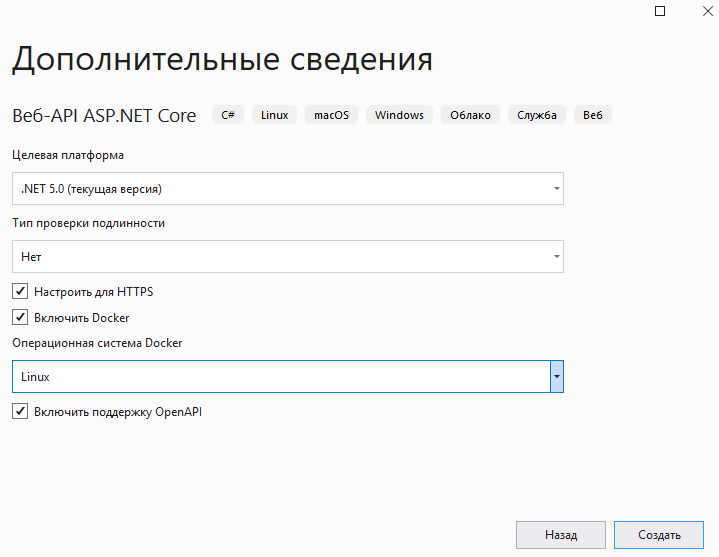 Дополнительные сведения
Веб-API ASP.NET Core C# Linux macOS Windows Облако Служба Веб
Целевая платформа
.NET 5.0 (текущая версия)
Тип проверки подлинности
Нет
Настроить для HTTPS
Включить Docker
Операционная система Docker
Linux
Включить поддержку OpenAPI
Назад Создать